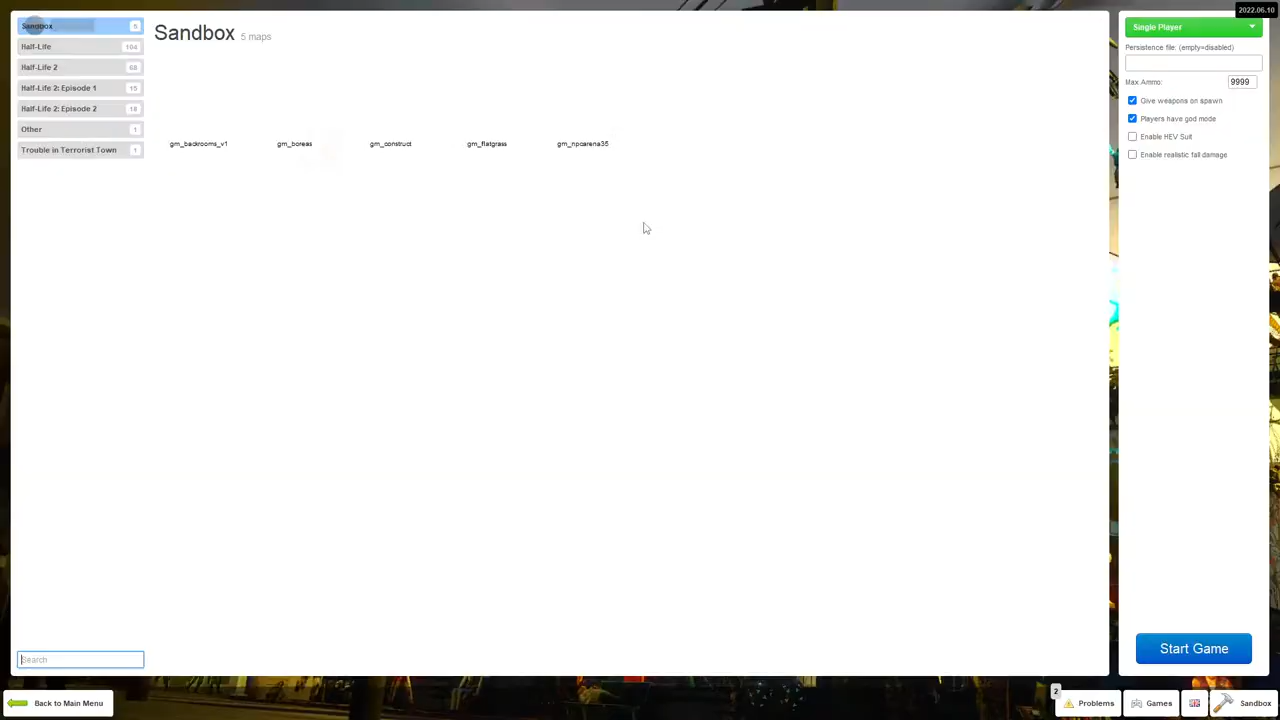 2022.06.10
Sandbox 5
Half-Life 104
Half-Life 2 68
Half-Life 2: Episode 1 15
Half-Life 2: Episode 2 18
Other 1
Trouble in Terrorist Town 1
Search
Sandbox 5 maps
gm_backrooms_v1 gm_boreas gm_construct gm_flatgrass gm_npcarena35
Single Player
Persistence file: (empty=disabled)
Max Ammo: 9999
Give weapons on spawn
Players have god mode
Enable HEV Suit
Enable realistic fall damage
Start Game
Back to Main Menu
2 Problems Games Sandbox